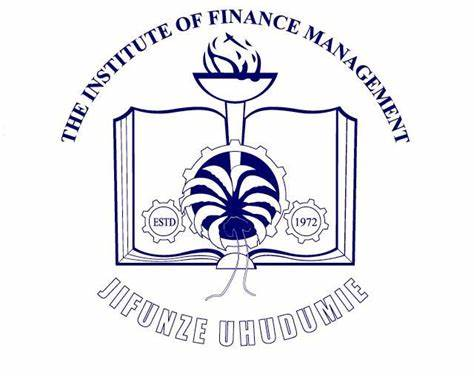 THE INSTITUTE OF FINANCE MANAGEMENT
ESTD
1972
JIFUNZE UHUDUMIE